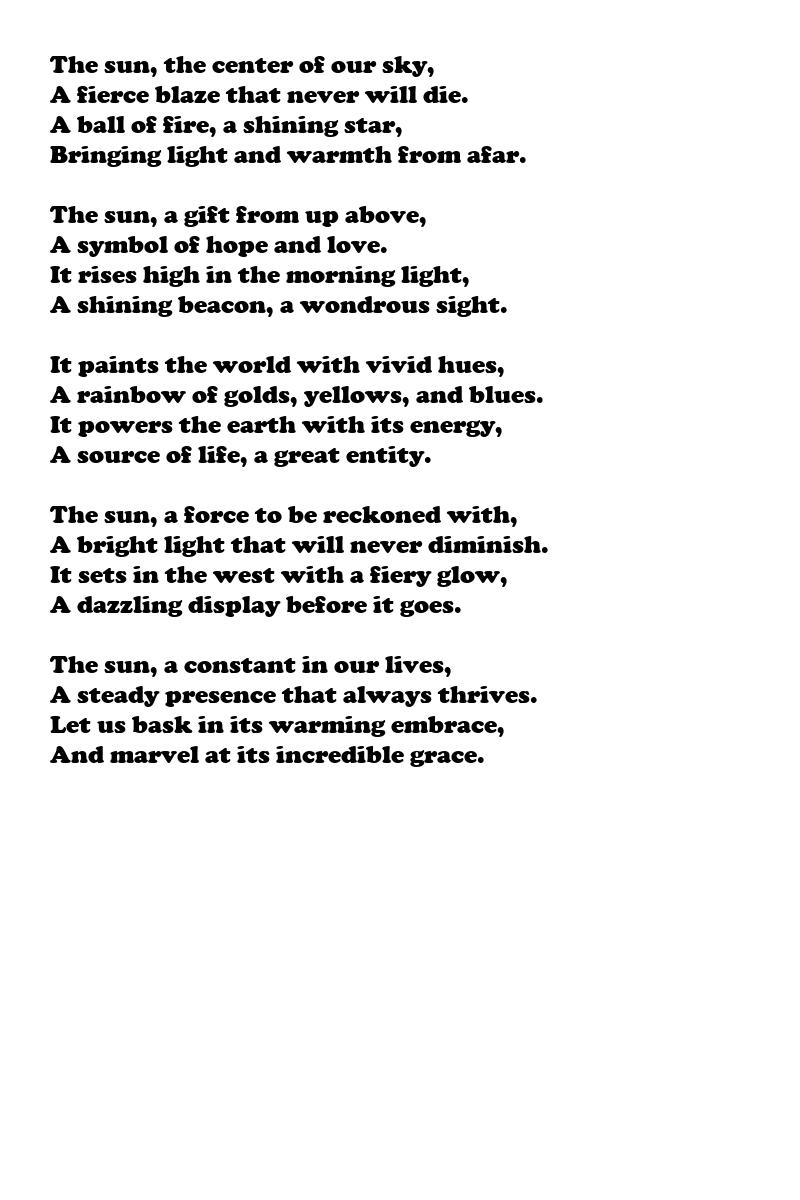 The sun, the center of our sky,
A fierce blaze that never will die.
A ball of fire, a shining star,
Bringing light and warmth from afar.

The sun, a gift from up above,
A symbol of hope and love.
It rises high in the morning light,
A shining beacon, a wondrous sight.

It paints the world with vivid hues,
A rainbow of golds, yellows, and blues.
It powers the earth with its energy,
A source of life, a great entity.

The sun, a force to be reckoned with,
A bright light that will never diminish.
It sets in the west with a fiery glow,
A dazzling display before it goes.

The sun, a constant in our lives,
A steady presence that always thrives.
Let us bask in its warming embrace,
And marvel at its incredible grace.